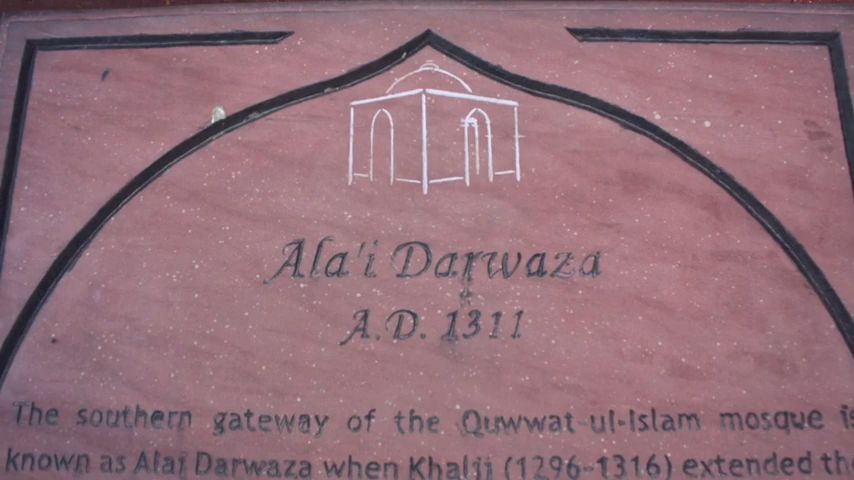 Ala'i Darwaza
A.D. 1311
The southern gateway of the Quwwat-ul-Islam mosque is
known as Alai Darwaza when Khalji (1296-1316) extended the